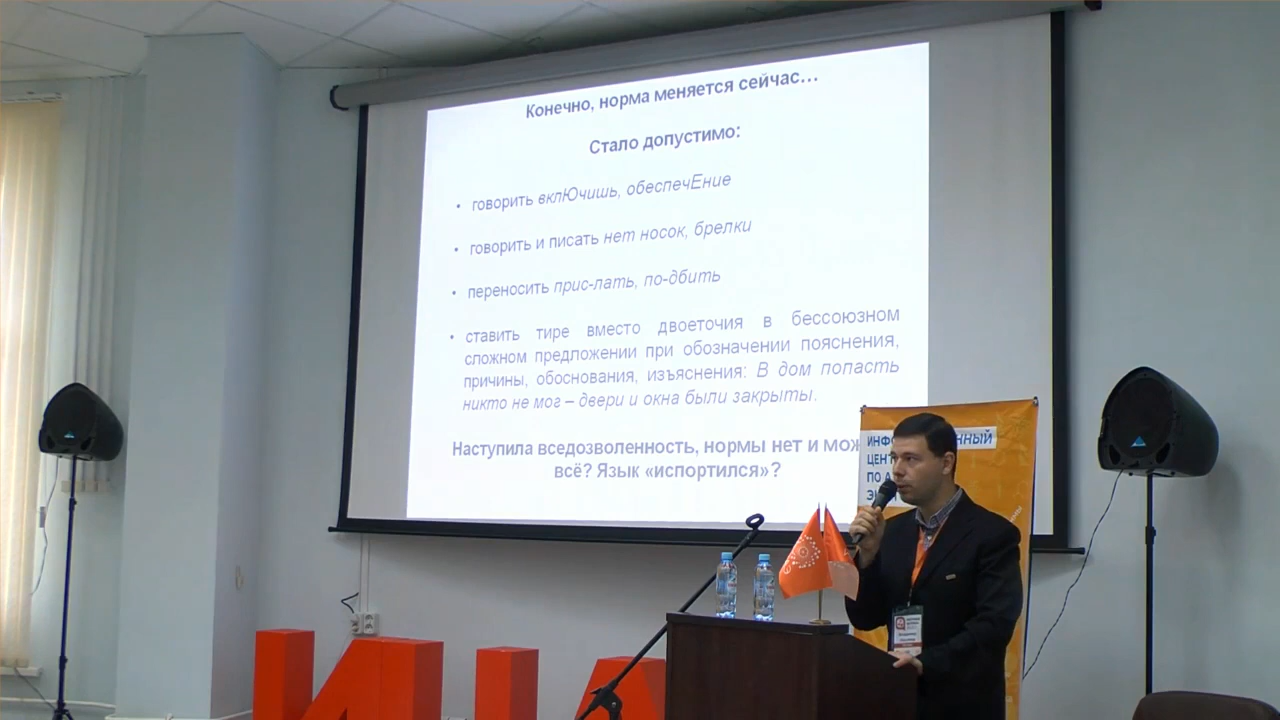 Конечно, норма меняется сейчас…
Стало допустимо:
• говорить вклЮчишь, обеспечЕние
• говорить и писать нет носок, брелки
• переносить прис-лать, по-дбить
• ставить тире вместо двоеточия в бессоюзном
сложном предложении при обозначении пояснения,
причины, обоснования, изъяснения: В дом попасть
никто не мог – двери и окна были закрыты.
Наступила вседозволенность, нормы нет и мож
всё? Язык «испортился»?
ИНФО ННЫЙ
ЦЕНТ
ПО А